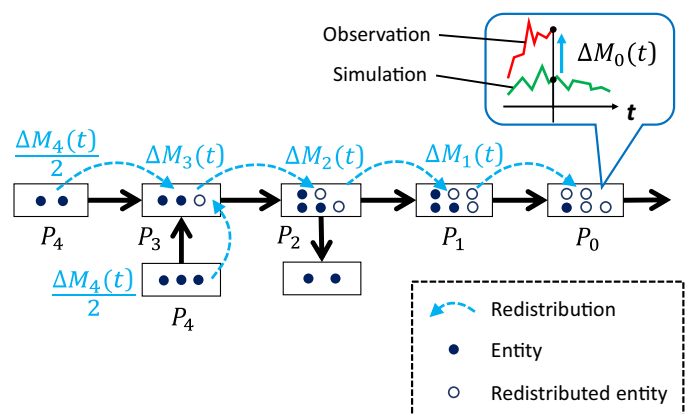 Observation
Simulation
ΔM₀(t)
t
ΔM₄(t)/2
ΔM₃(t)
ΔM₂(t)
ΔM₁(t)
P₄
P₃
P₂
P₁
P₀
ΔM₄(t)/2
P₄
Redistribution
Entity
Redistributed entity